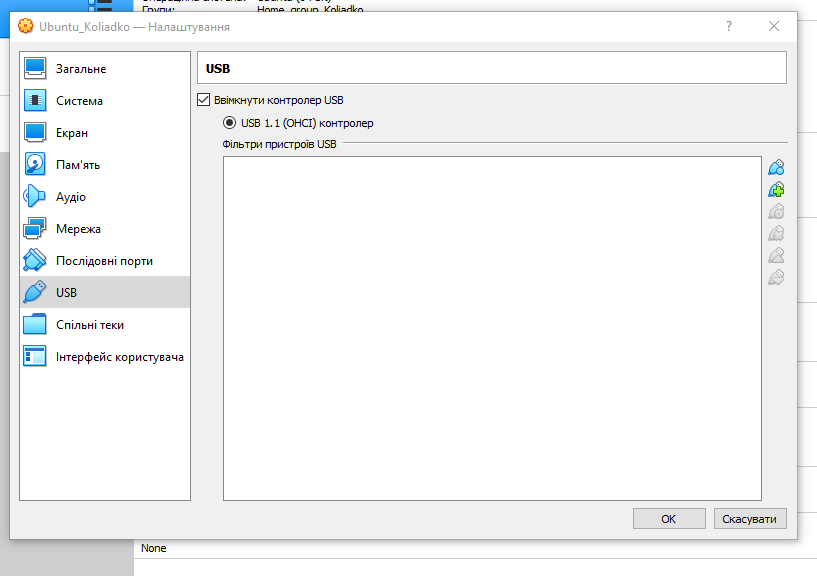 Групи: Home_group_Koliadko
Ubuntu_Koliadko — Налаштування
?
Загальне
Система
Екран
Пам'ять
Аудіо
Мережа
Послідовні порти
USB
Спільні теки
Інтерфейс користувача
USB
Ввімкнути контролер USB
USB 1.1 (OHCI) контролер
Фільтри пристроїв USB
OK
Скасувати
None